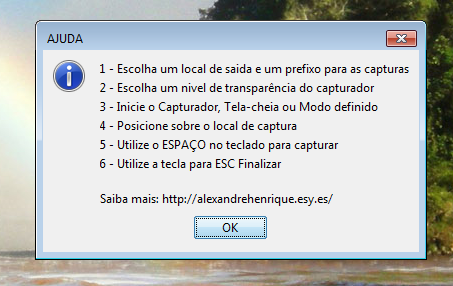 AJUDA
1 - Escolha um local de saida e um prefixo para as capturas
2 - Escolha um nivel de transparência do capturador
3 - Inicie o Capturador, Tela-cheia ou Modo definido
4 - Posicione sobre o local de captura
5 - Utilize o ESPAÇO no teclado para capturar
6 - Utilize a tecla para ESC Finalizar
Saiba mais: http://alexandrehenrique.esy.es/
OK